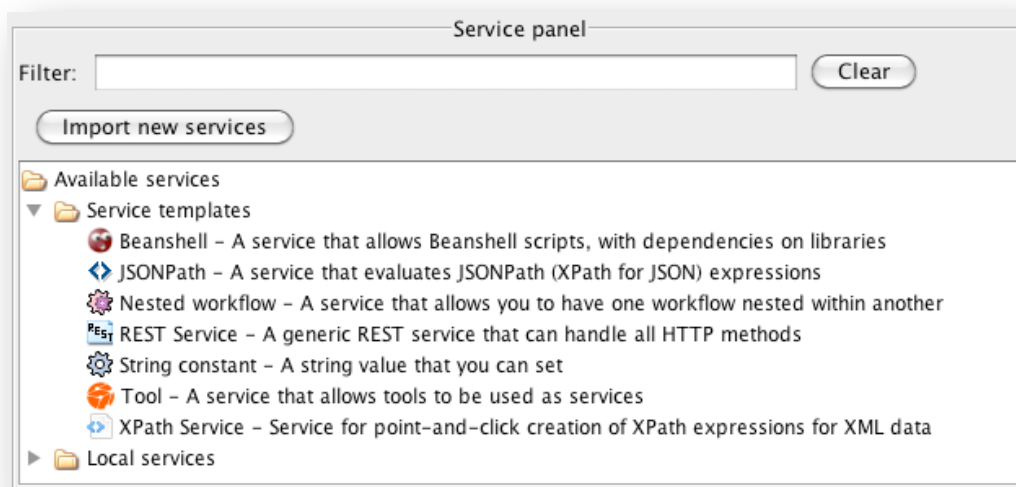 Service panel
Filter:
Clear
Import new services
Available services
Service templates
Beanshell – A service that allows Beanshell scripts, with dependencies on libraries
JSONPath – A service that evaluates JSONPath (XPath for JSON) expressions
Nested workflow – A service that allows you to have one workflow nested within another
REST REST Service – A generic REST service that can handle all HTTP methods
String constant – A string value that you can set
Tool – A service that allows tools to be used as services
XPath Service – Service for point-and-click creation of XPath expressions for XML data
Local services